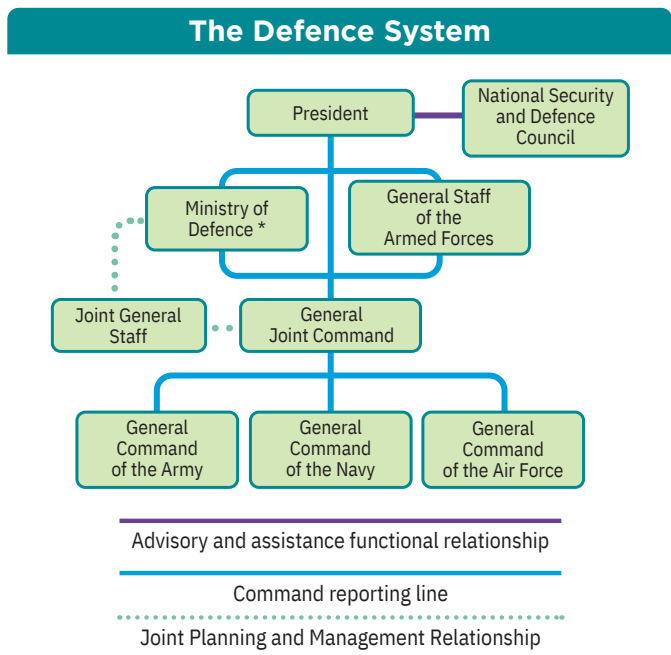 The Defence System
President
National Security
and Defence
Council
Ministry of
Defence *
General Staff
of the
Armed Forces
Joint General
Staff
General
Joint Command
General
Command
of the Army
General
Command
of the Navy
General
Command
of the Air Force
Advisory and assistance functional relationship
Command reporting line
Joint Planning and Management Relationship